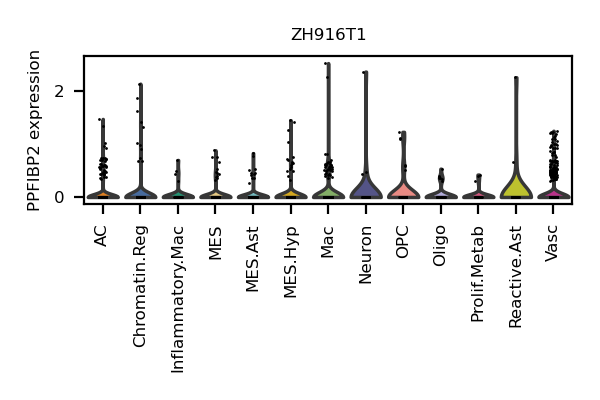 ZH916T1
PPFIBP2 expression
2
0
AC
Chromatin.Reg
Inflammatory.Mac
MES
MES.Ast
MES.Hyp
Mac
Neuron
OPC
Oligo
Prolif.Metab
Reactive.Ast
Vasc